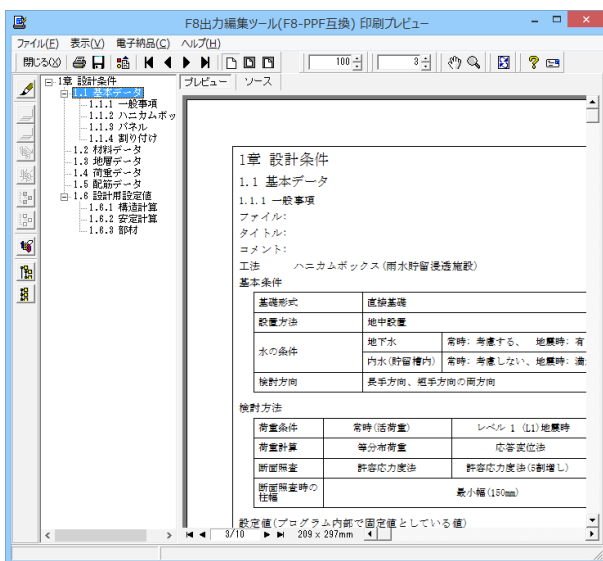 F8出力編集ツール(F8-PPF互換) 印刷プレビュー
ファイル(F) 表示(V) 電子納品(C) ヘルプ(H)
閉じる(X) 100 3
プレビュー ソース
1章 設計条件
1.1 基本データ
1.1.1 一般事項
1.1.2 ハニカムボッ
1.1.3 パネル
1.1.4 割り付け
1.2 材料データ
1.3 地層データ
1.4 荷重データ
1.5 配筋データ
1.6 設計用設定値
1.6.1 構造計算
1.6.2 安定計算
1.6.3 部材
1章 設計条件
1.1 基本データ
1.1.1 一般事項
ファイル:
タイトル:
コメント:
工法 ハニカムボックス(雨水貯留浸透施設)
基本条件
基礎形式 直接基礎
設置方法 地中設置
水の条件 地下水 常時: 考慮する、 地震時: 有
内水(貯留槽内) 常時: 考慮しない、地震時: 満
検討方向 長手方向、短手方向の両方向
検討方法
荷重条件 常時(活荷重) レベル 1 (L1)地震時
荷重計算 等分布荷重 応答変位法
断面照査 許容応力度法 許容応力度法(5割増し)
断面照査時の柱幅 最小幅(150mm)
設定値(プログラム内部で固定値としている値)
3/10 209 x 297mm